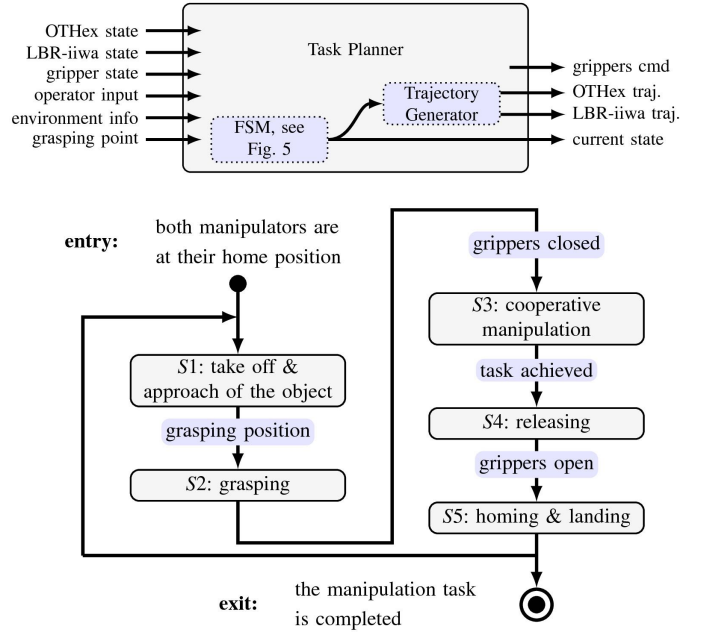 OTHex state
LBR-iiwa state
gripper state
operator input
environment info
grasping point
Task Planner
FSM, see
Fig. 5
Trajectory
Generator
grippers cmd
OTHex traj.
LBR-iiwa traj.
current state
entry:
both manipulators are
at their home position
S1: take off &
approach of the object
grasping position
S2: grasping
grippers closed
S3: cooperative
manipulation
task achieved
S4: releasing
grippers open
S5: homing & landing
exit:
the manipulation task
is completed